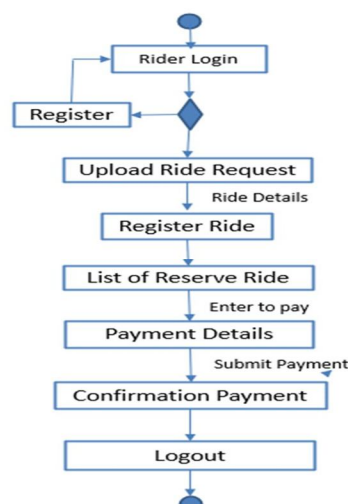 Rider Login
Register
Upload Ride Request
Ride Details
Register Ride
List of Reserve Ride
Enter to pay
Payment Details
Submit Payment
Confirmation Payment
Logout